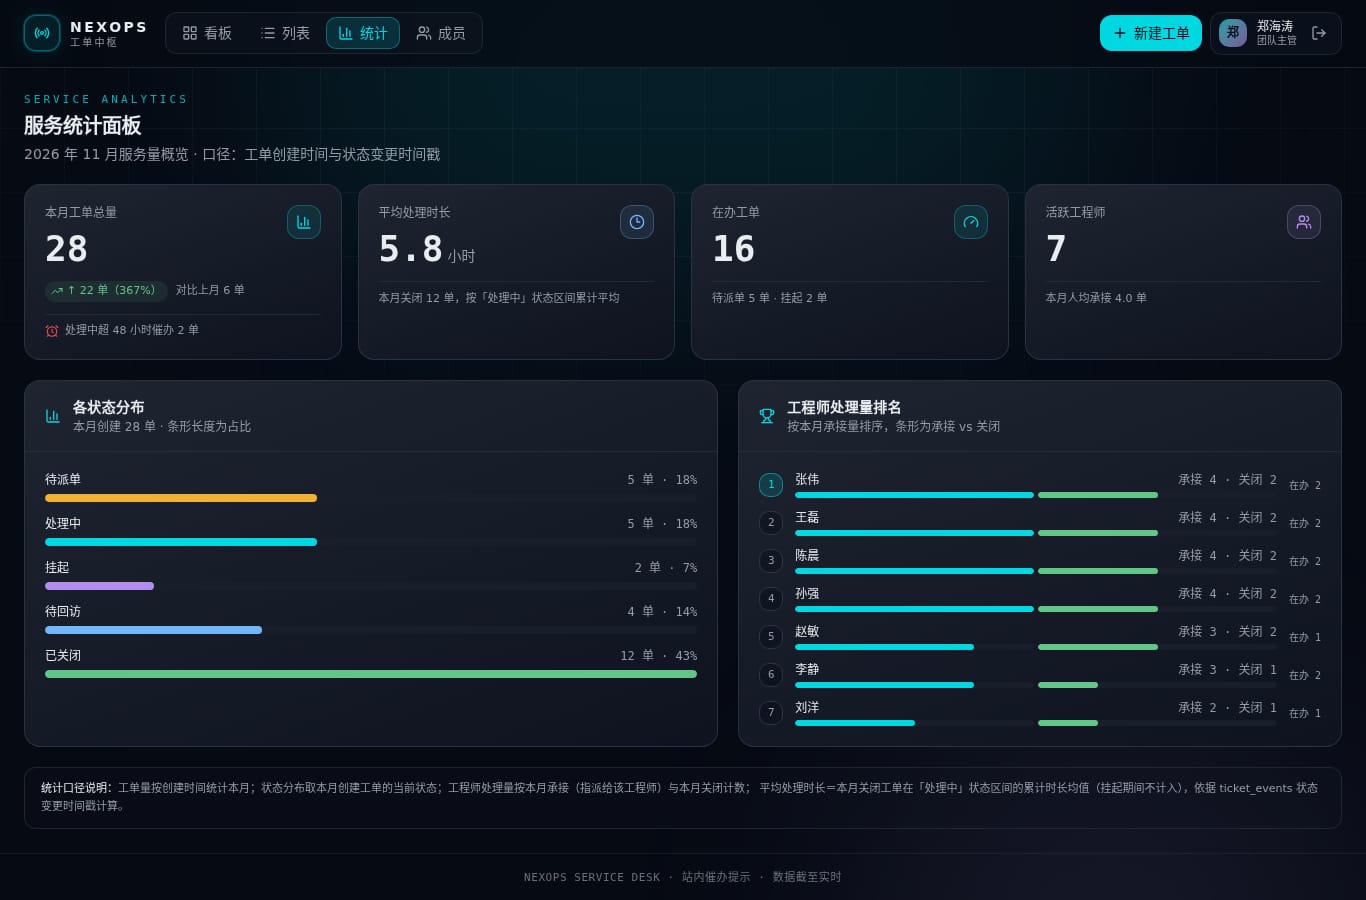 NEXOPS
工单中枢
看板
列表
统计
成员
新建工单
郑
郑海涛
团队主管
SERVICE ANALYTICS
服务统计面板
2026 年 11 月服务量概览 · 口径：工单创建时间与状态变更时间戳
本月工单总量
28
↑ 22 单（367%） 对比上月 6 单
处理中超 48 小时催办 2 单
平均处理时长
5.8 小时
本月关闭 12 单，按「处理中」状态区间累计平均
在办工单
16
待派单 5 单 · 挂起 2 单
活跃工程师
7
本月人均承接 4.0 单
各状态分布
本月创建 28 单 · 条形长度为占比
待派单 5 单 · 18%
处理中 5 单 · 18%
挂起 2 单 · 7%
待回访 4 单 · 14%
已关闭 12 单 · 43%
工程师处理量排名
按本月承接量排序，条形为承接 vs 关闭
1 张伟 承接 4 · 关闭 2 在办 2
2 王磊 承接 4 · 关闭 2 在办 2
3 陈晨 承接 4 · 关闭 2 在办 2
4 孙强 承接 4 · 关闭 2 在办 2
5 赵敏 承接 3 · 关闭 2 在办 1
6 李静 承接 3 · 关闭 1 在办 2
7 刘洋 承接 2 · 关闭 1 在办 1
统计口径说明：工单量按创建时间统计本月；状态分布取本月创建工单的当前状态；工程师处理量按本月承接（指派给该工程师）与本月关闭计数； 平均处理时长＝本月关闭工单在「处理中」状态区间的累计时长均值（挂起期间不计入），依据 ticket_events 状态
变更时间戳计算。
NEXOPS SERVICE DESK · 站内催办提示 · 数据截至实时